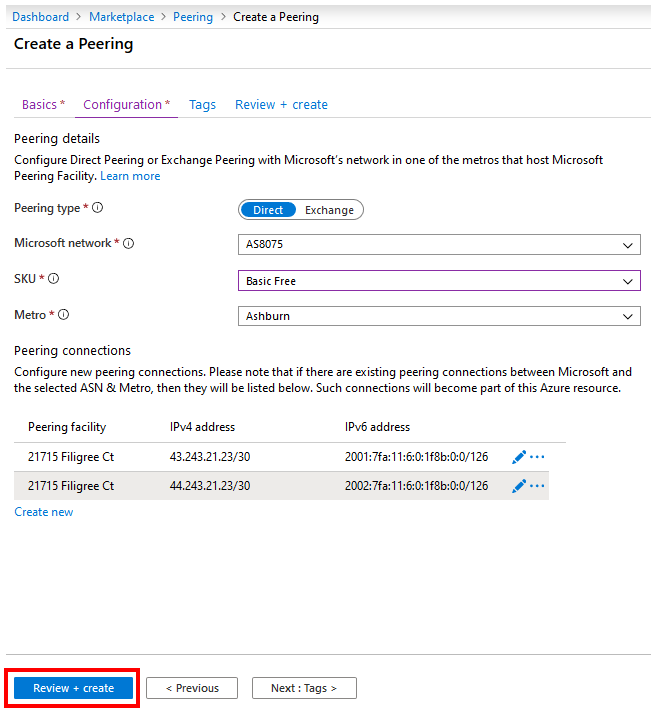 Dashboard > Marketplace > Peering > Create a Peering
Create a Peering
Basics * Configuration * Tags Review + create
Peering details
Configure Direct Peering or Exchange Peering with Microsoft's network in one of the metros that host Microsoft
Peering Facility. Learn more
Peering type * Direct Exchange
Microsoft network * AS8075
SKU * Basic Free
Metro * Ashburn
Peering connections
Configure new peering connections. Please note that if there are existing peering connections between Microsoft and
the selected ASN & Metro, then they will be listed below. Such connections will become part of this Azure resource.
Peering facility IPv4 address IPv6 address
21715 Filigree Ct 43.243.21.23/30 2001:7fa:11:6:0:1f8b:0:0/126
21715 Filigree Ct 44.243.21.23/30 2002:7fa:11:6:0:1f8b:0:0/126
Create new
Review + create < Previous Next : Tags >